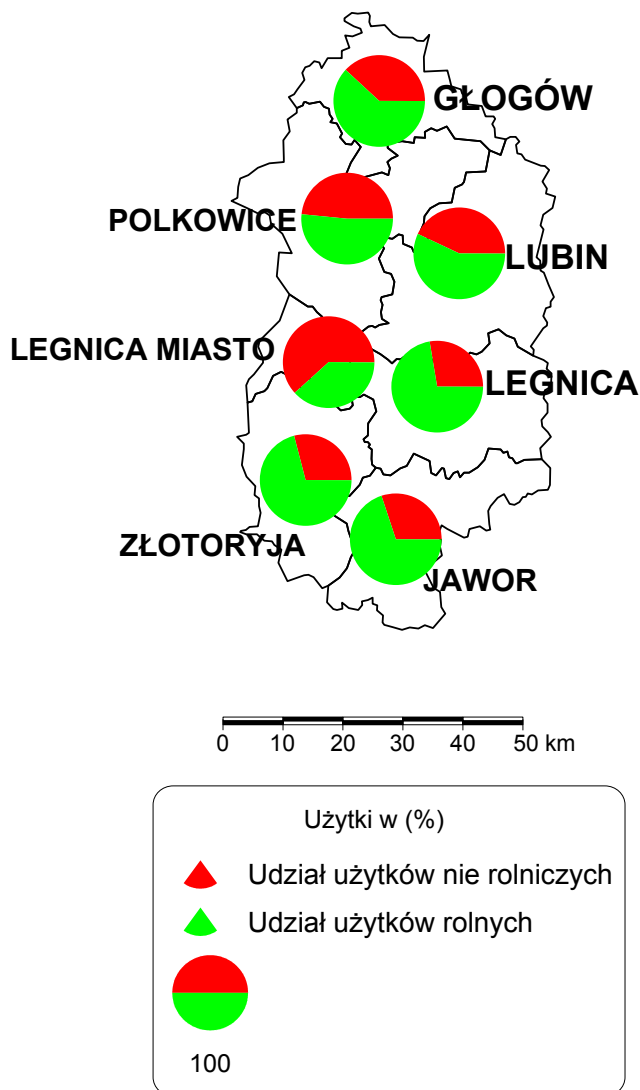 GŁOGÓW
POLKOWICE
LUBIN
LEGNICA MIASTO
LEGNICA
ZŁOTORYJA
JAWOR
0 10 20 30 40 50 km
Użytki w (%)
Udział użytków nie rolniczych
Udział użytków rolnych
100